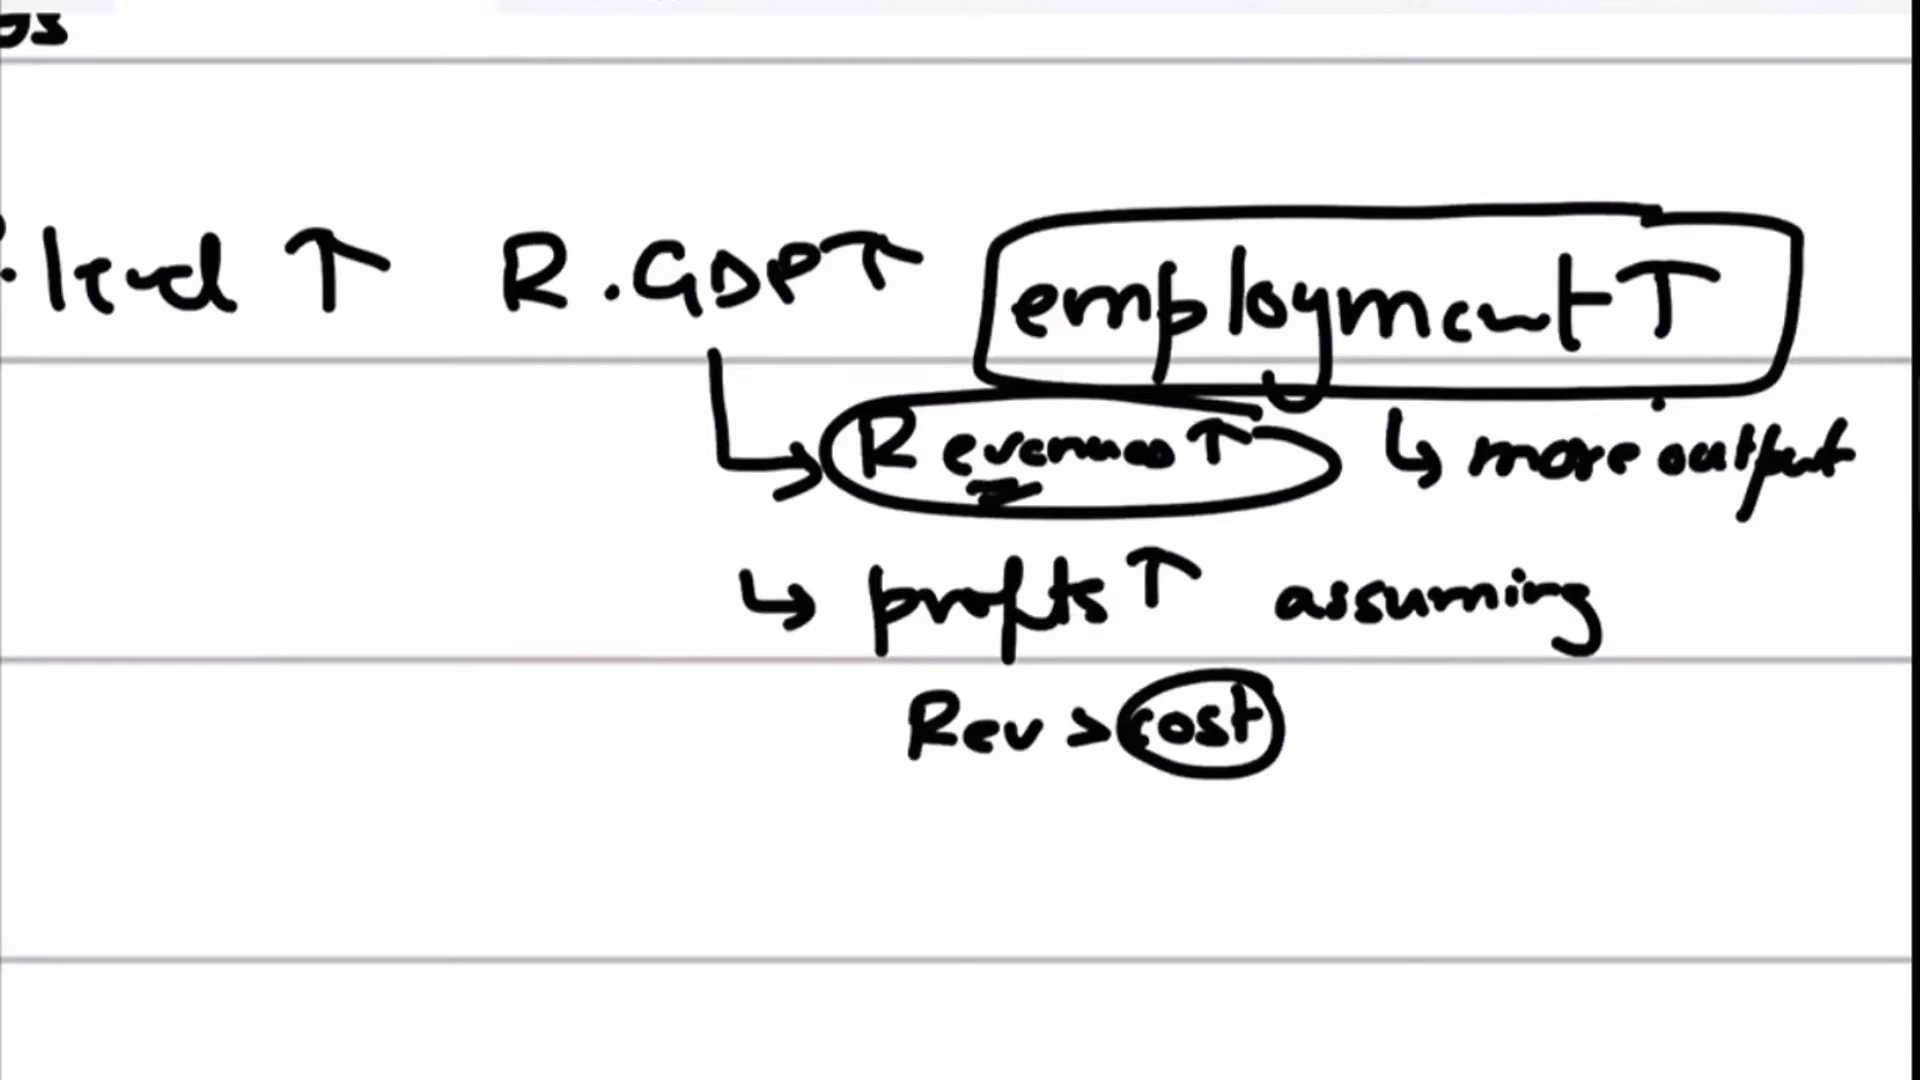 .level ↑ R.GDP↑ employment↑
↳ Revenues↑ ↳ more output
↳ profits↑ assuming
Rev > cost